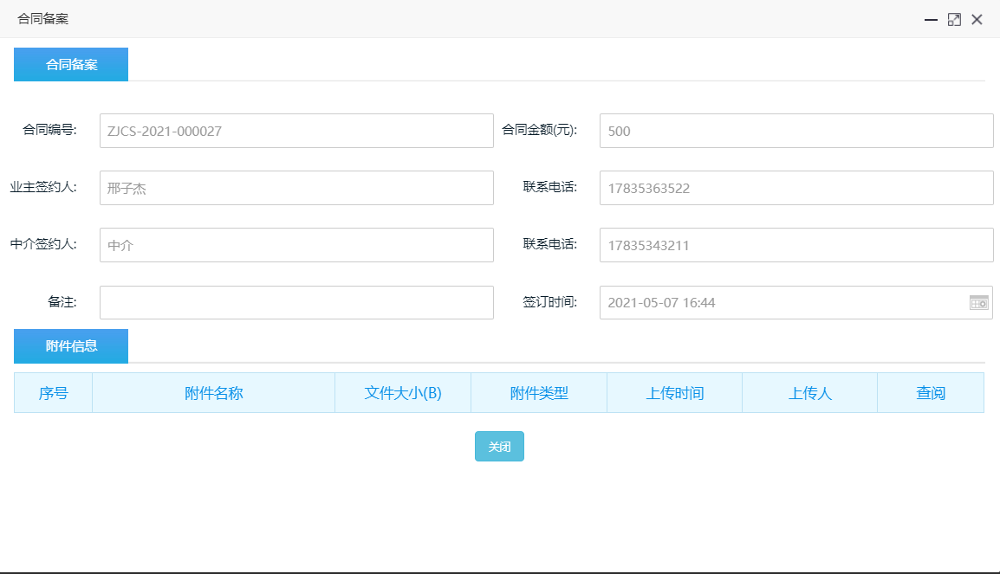 合同备案
合同备案
合同编号: ZJCS-2021-000027 合同金额(元): 500
业主签约人: 邢子杰 联系电话: 17835363522
中介签约人: 中介 联系电话: 17835343211
备注: 签订时间: 2021-05-07 16:44
附件信息
序号 附件名称 文件大小(B) 附件类型 上传时间 上传人 查阅
关闭